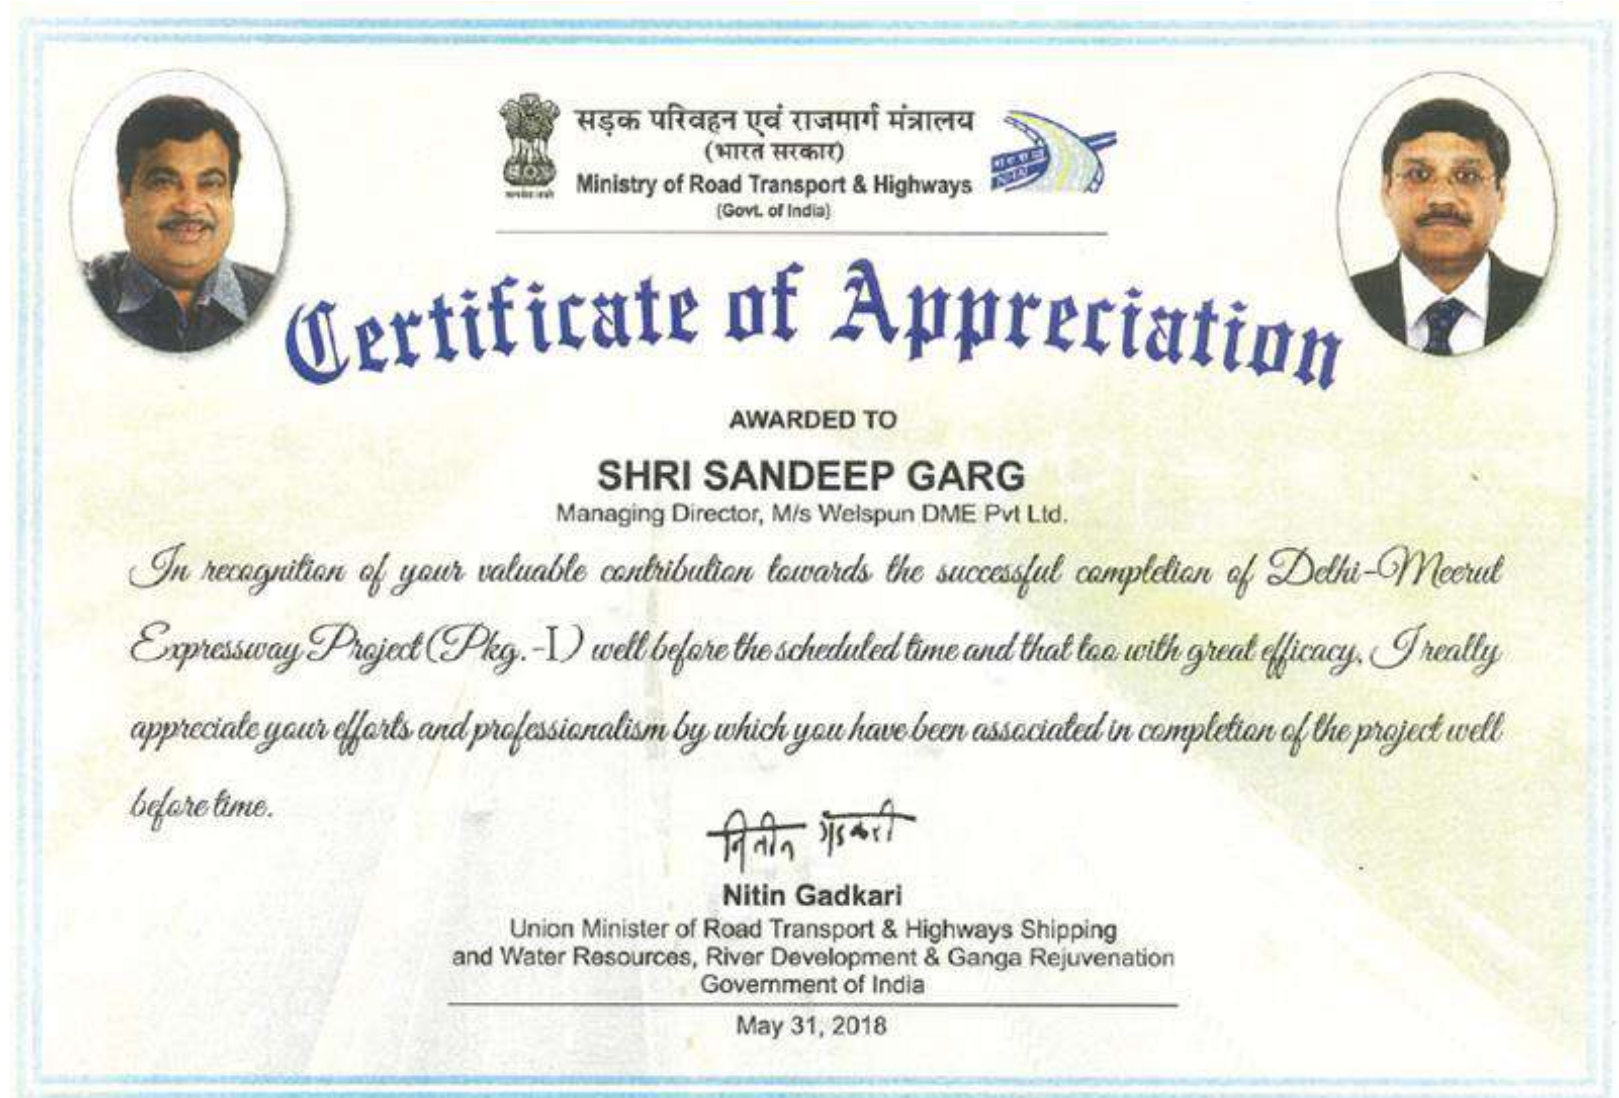 सड़क परिवहन एवं राजमार्ग मंत्रालय
(भारत सरकार)
Ministry of Road Transport & Highways
(Govt. of India)
Certificate of Appreciation
AWARDED TO
SHRI SANDEEP GARG
Managing Director, M/s Welspun DME Pvt Ltd.
In recognition of your valuable contribution towards the successful completion of Delhi-Meerut
Expressway Project (Pkg.-I) well before the scheduled time and that too with great efficacy, I really
appreciate your efforts and professionalism by which you have been associated in completion of the project well
before time.
नितीन गडकरी
Nitin Gadkari
Union Minister of Road Transport & Highways Shipping
and Water Resources, River Development & Ganga Rejuvenation
Government of India
May 31, 2018